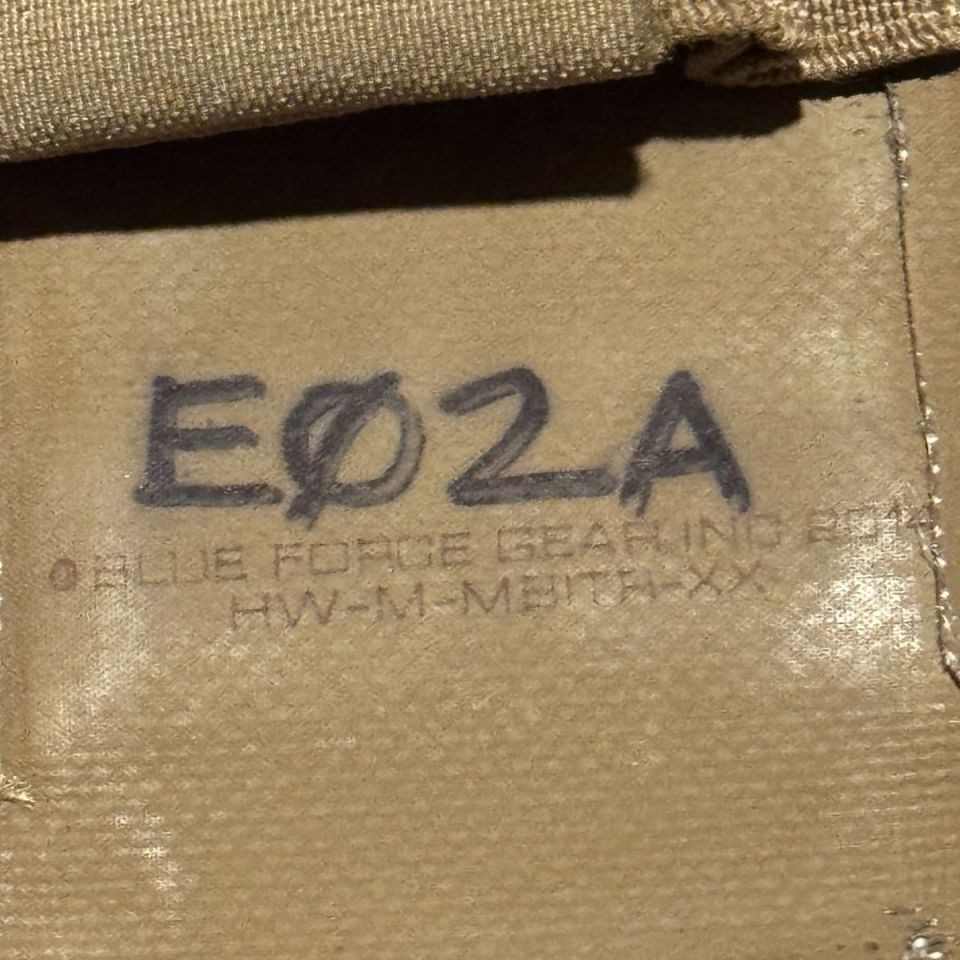 EØ2A
BLUE FORCE GEAR, INC 2014
HW-M-MBITR-XX